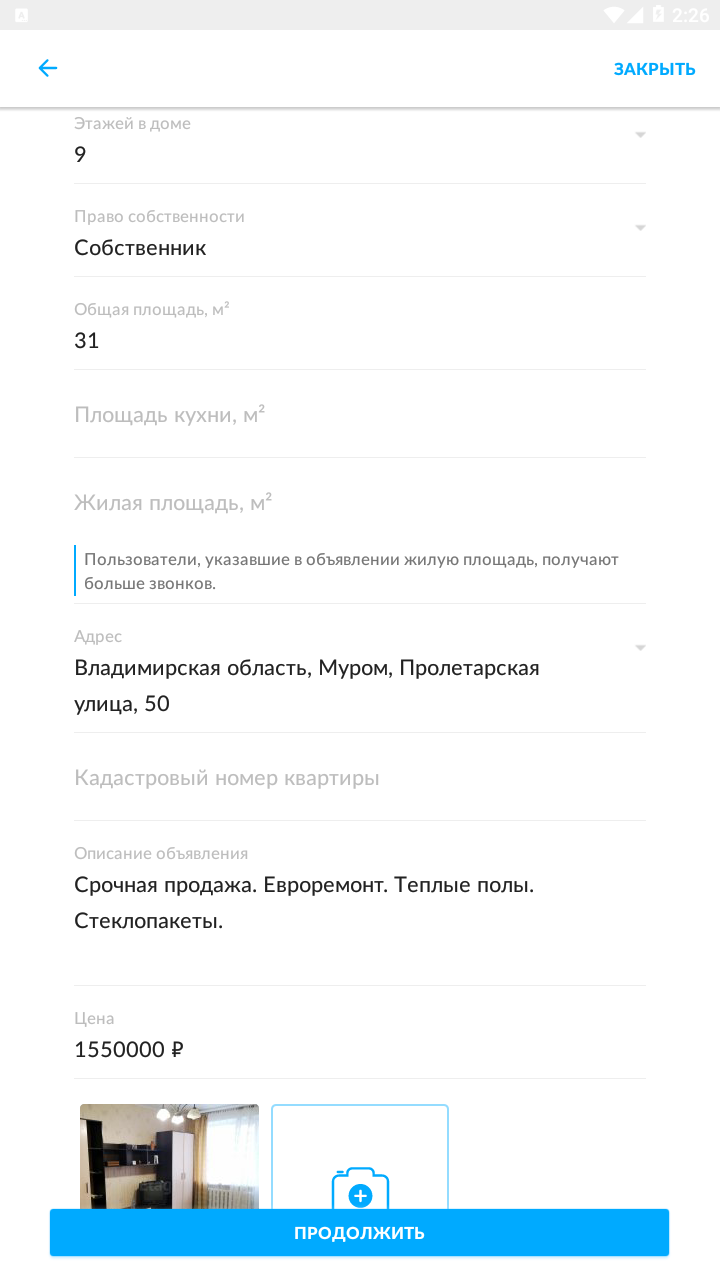 2:26
ЗАКРЫТЬ
Этажей в доме
9
Право собственности
Собственник
Общая площадь, м²
31
Площадь кухни, м²
Жилая площадь, м²
Пользователи, указавшие в объявлении жилую площадь, получают
больше звонков.
Адрес
Владимирская область, Муром, Пролетарская
улица, 50
Кадастровый номер квартиры
Описание объявления
Срочная продажа. Евроремонт. Теплые полы.
Стеклопакеты.
Цена
1550000 ₽
ПРОДОЛЖИТЬ